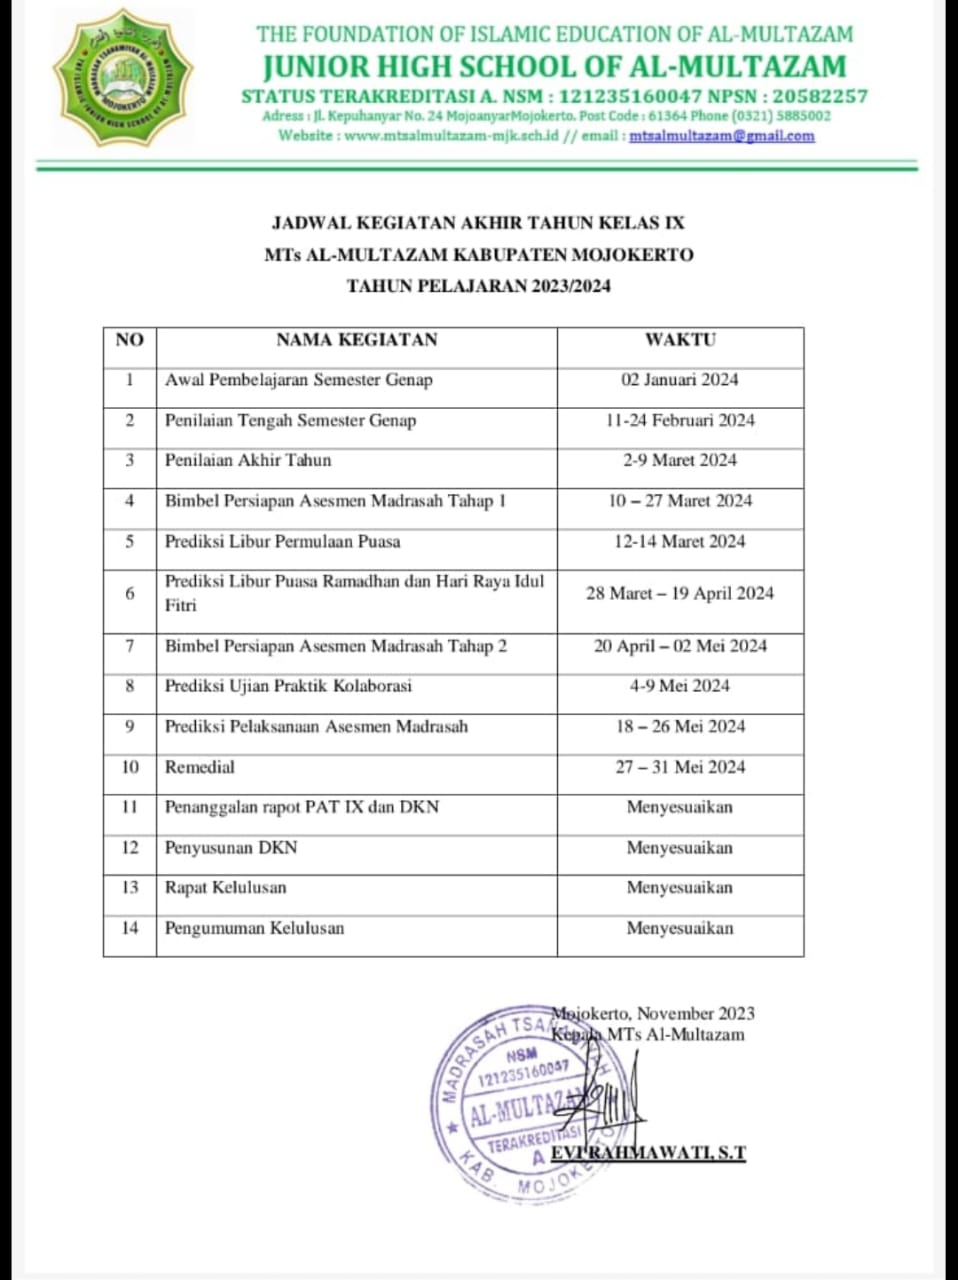 THE FOUNDATION OF ISLAMIC EDUCATION OF AL-MULTAZAM
JUNIOR HIGH SCHOOL OF AL-MULTAZAM
STATUS TERAKREDITASI A. NSM : 121235160047 NPSN : 20582257
Adress : Jl. Kepuhanyar No. 24 MojoanyarMojokerto. Post Code : 61364 Phone (0321) 5885002
Website : www.mtsalmultazam-mjk.sch.id // email : mtsalmultazam@gmail.com
MOJOKERTO
JADWAL KEGIATAN AKHIR TAHUN KELAS IX
MTs AL-MULTAZAM KABUPATEN MOJOKERTO
TAHUN PELAJARAN 2023/2024
NO NAMA KEGIATAN WAKTU
1 Awal Pembelajaran Semester Genap 02 Januari 2024
2 Penilaian Tengah Semester Genap 11-24 Februari 2024
3 Penilaian Akhir Tahun 2-9 Maret 2024
4 Bimbel Persiapan Asesmen Madrasah Tahap 1 10 – 27 Maret 2024
5 Prediksi Libur Permulaan Puasa 12-14 Maret 2024
6 Prediksi Libur Puasa Ramadhan dan Hari Raya Idul
Fitri 28 Maret – 19 April 2024
7 Bimbel Persiapan Asesmen Madrasah Tahap 2 20 April – 02 Mei 2024
8 Prediksi Ujian Praktik Kolaborasi 4-9 Mei 2024
9 Prediksi Pelaksanaan Asesmen Madrasah 18 – 26 Mei 2024
10 Remedial 27 – 31 Mei 2024
11 Penanggalan rapot PAT IX dan DKN Menyesuaikan
12 Penyusunan DKN Menyesuaikan
13 Rapat Kelulusan Menyesuaikan
14 Pengumuman Kelulusan Menyesuaikan
Mojokerto, November 2023
Kepala MTs Al-Multazam
MADRASAH TSANAWIYAH
NSM
121235160047
AL-MULTAZAM
TERAKREDITASI
A
KAB. MOJOKERTO
EVI RAHMAWATI, S.T